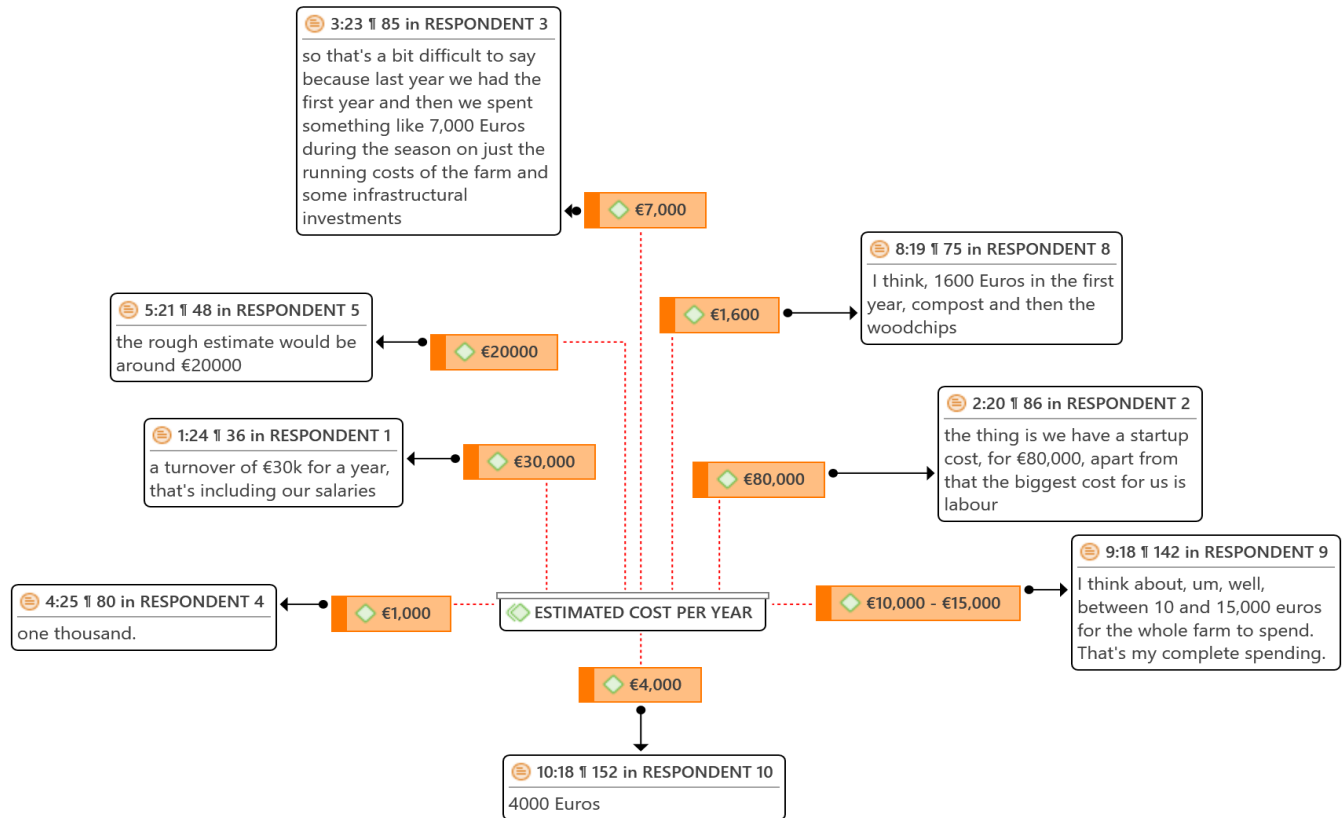 3:23 ¶ 85 in RESPONDENT 3
so that's a bit difficult to say
because last year we had the
first year and then we spent
something like 7,000 Euros
during the season on just the
running costs of the farm and
some infrastructural
investments
€7,000
8:19 ¶ 75 in RESPONDENT 8
I think, 1600 Euros in the first
year, compost and then the
woodchips
€1,600
5:21 ¶ 48 in RESPONDENT 5
the rough estimate would be
around €20000
€20000
2:20 ¶ 86 in RESPONDENT 2
the thing is we have a startup
cost, for €80,000, apart from
that the biggest cost for us is
labour
€80,000
1:24 ¶ 36 in RESPONDENT 1
a turnover of €30k for a year,
that's including our salaries
€30,000
9:18 ¶ 142 in RESPONDENT 9
I think about, um, well,
between 10 and 15,000 euros
for the whole farm to spend.
That's my complete spending.
€10,000 - €15,000
4:25 ¶ 80 in RESPONDENT 4
one thousand.
€1,000
ESTIMATED COST PER YEAR
€4,000
10:18 ¶ 152 in RESPONDENT 10
4000 Euros